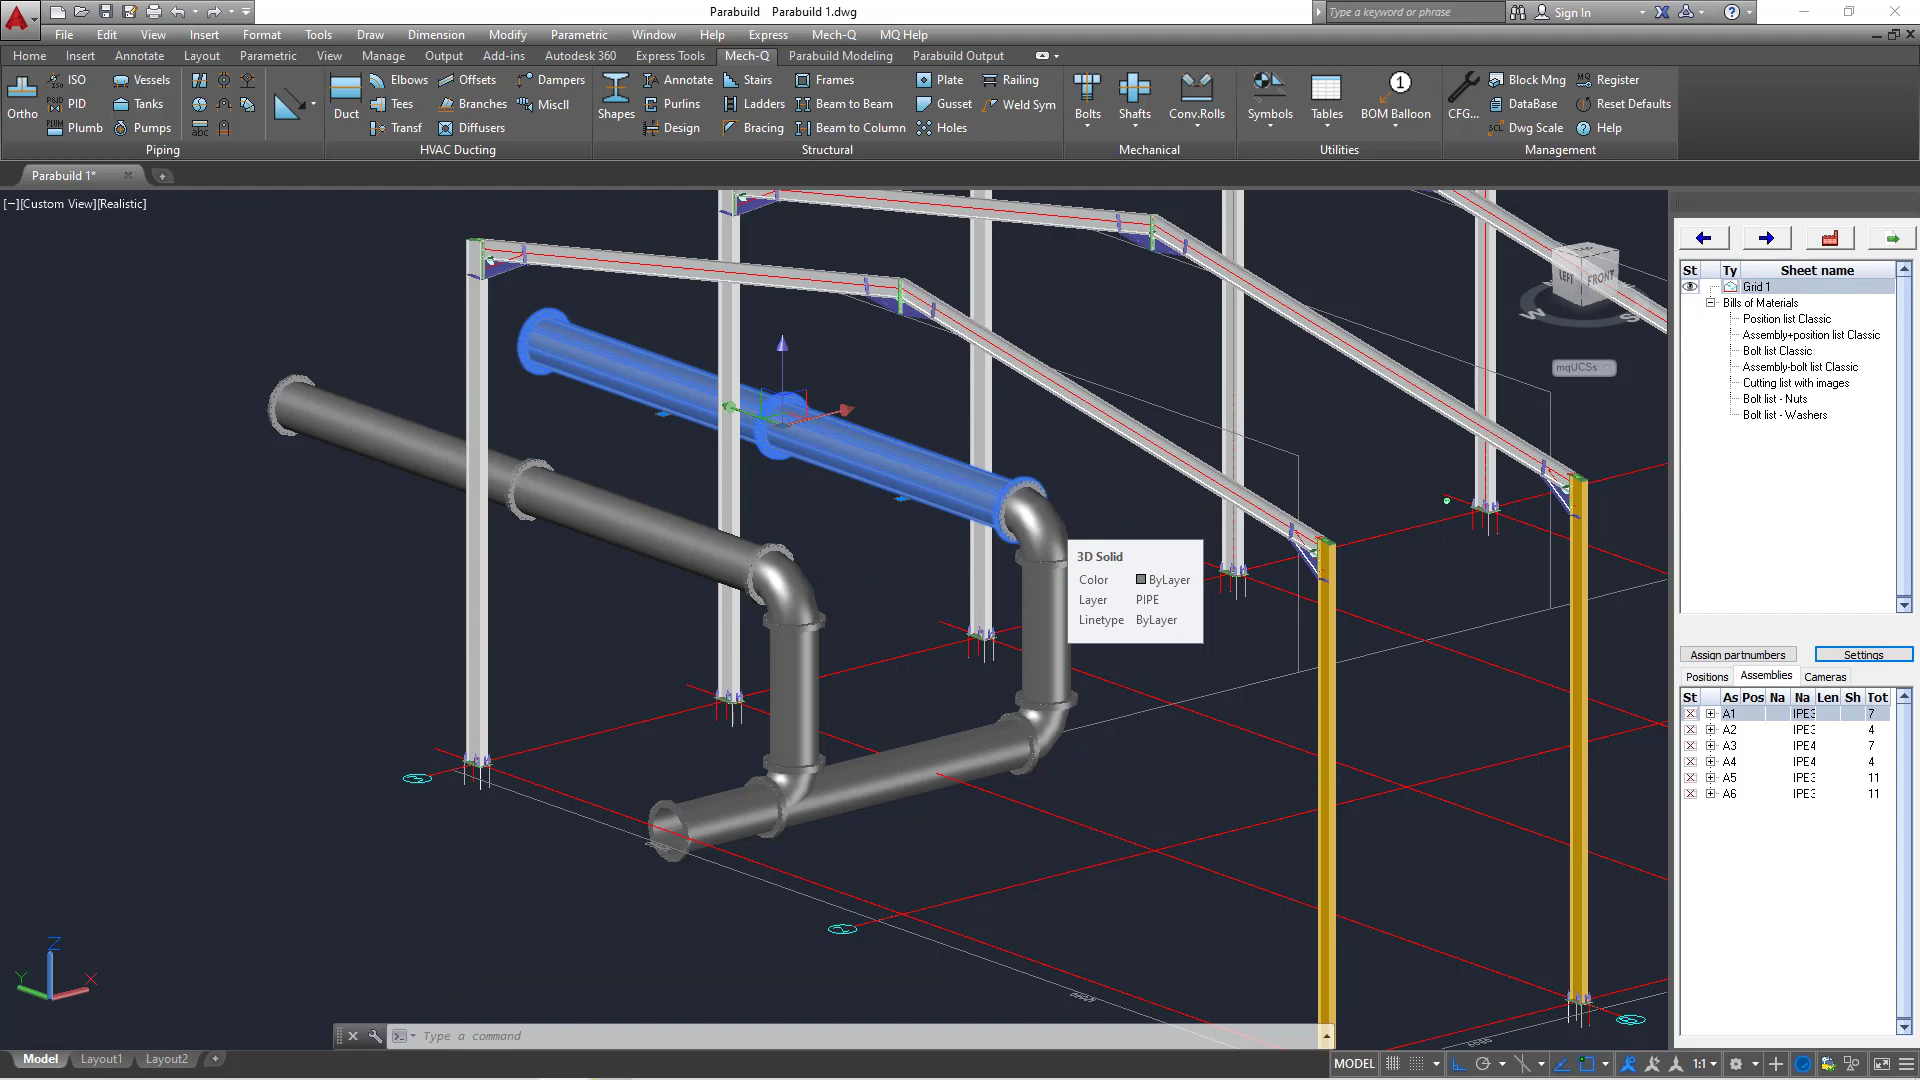 Parabuild Parabuild 1.dwg
Type a keyword or phrase
Sign In
File Edit View Insert Format Tools Draw Dimension Modify Parametric Window Help Express Mech-Q MQ Help
Home Insert Annotate Layout Parametric View Manage Output Add-ins Autodesk 360 Express Tools Mech-Q Parabuild Modeling Parabuild Output
ISO Vessels Elbows Offsets Dampers Annotate Stairs Frames Plate Railing Block Mng Register
Ortho PID Tanks Duct Tees Branches Miscll Shapes Purlins Ladders Beam to Beam Gusset Weld Sym Bolts Shafts Conv.Rolls Symbols Tables BOM Balloon CFG... DataBase Reset Defaults
Plumb Pumps Transf Diffusers Design Bracing Beam to Column Holes Dwg Scale Help
Piping HVAC Ducting Structural Mechanical Utilities Management
Parabuild 1*
[−][Custom View][Realistic]
LEFT FRONT
W S
mqUCSs
3D Solid
Color ByLayer
Layer PIPE
Linetype ByLayer
St Ty Sheet name
Grid 1
Bills of Materials
Position list Classic
Assembly+position list Classic
Bolt list Classic
Assembly-bolt list Classic
Cutting list with images
Bolt list - Nuts
Bolt list - Washers
Assign partnumbers Settings
Positions Assemblies Cameras
St As Pos Na Na Len Sh Tot
A1 IPE3 7
A2 IPE3 4
A3 IPE4 7
A4 IPE4 4
A5 IPE3 11
A6 IPE3 11
Z
Y X
Type a command
Model Layout1 Layout2
MODEL 1:1